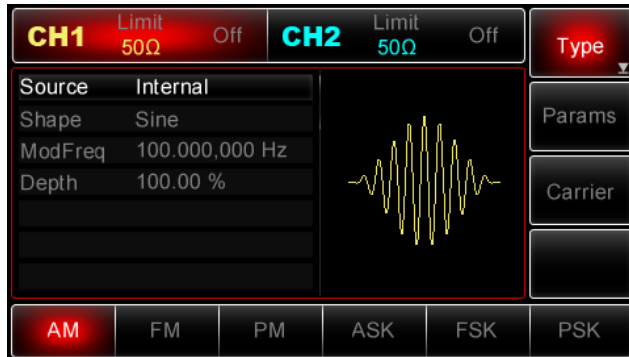 CH1 Limit 50Ω Off CH2 Limit 50Ω Off Type
Source Internal
Shape Sine
ModFreq 100.000,000 Hz
Depth 100.00 %
Params
Carrier
AM FM PM ASK FSK PSK